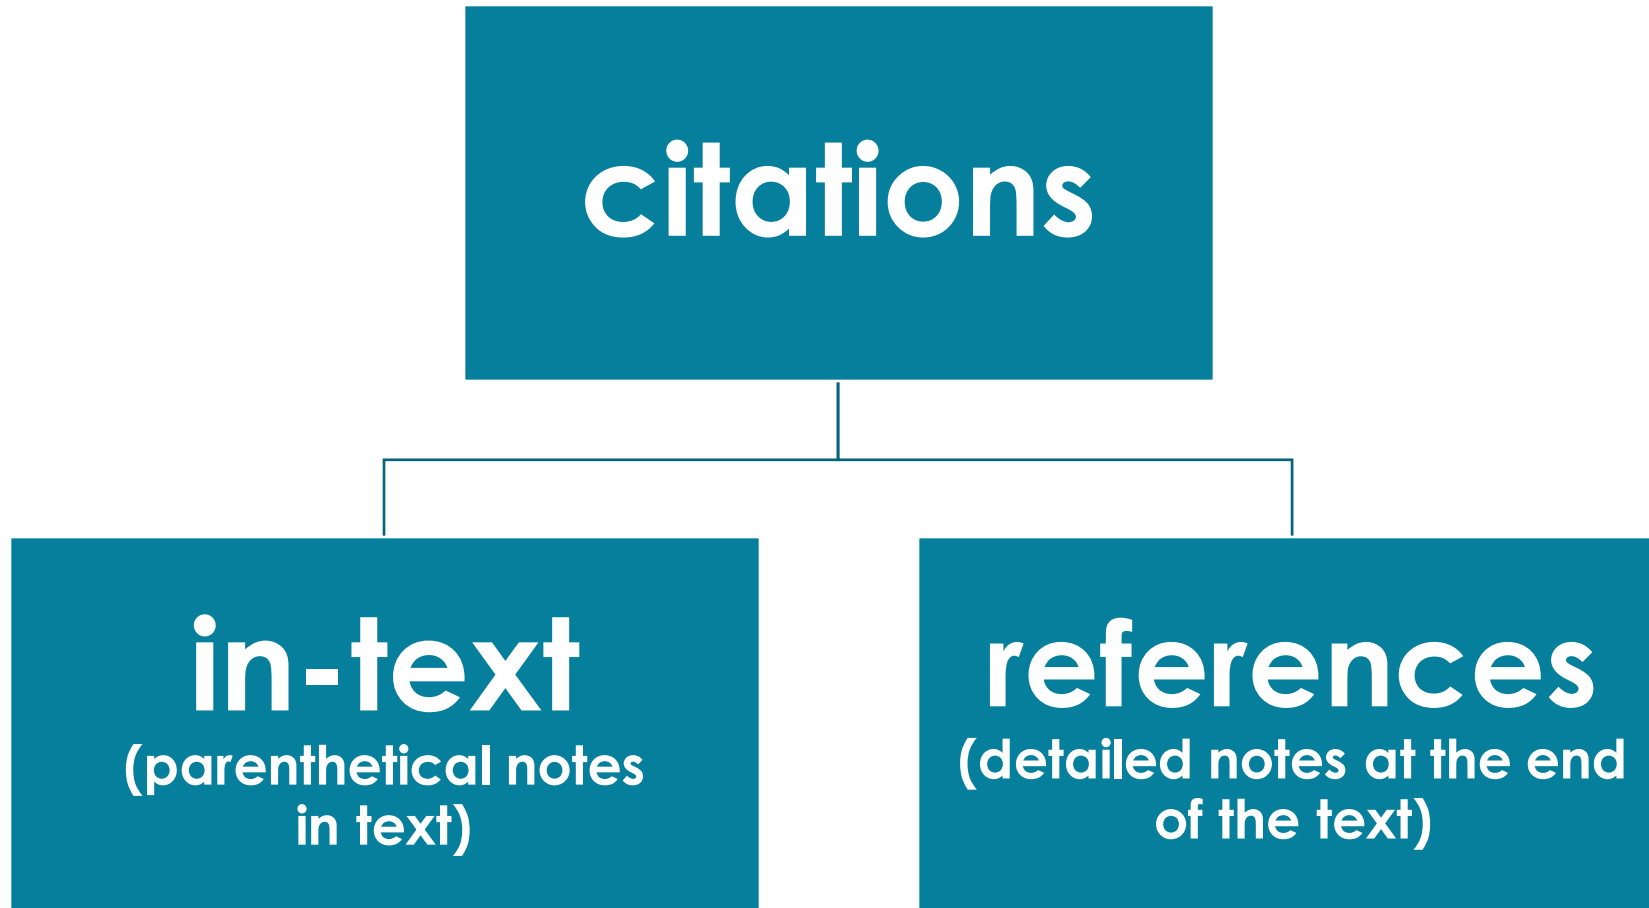 citations
in-text
(parenthetical notes
in text)
references
(detailed notes at the end
of the text)